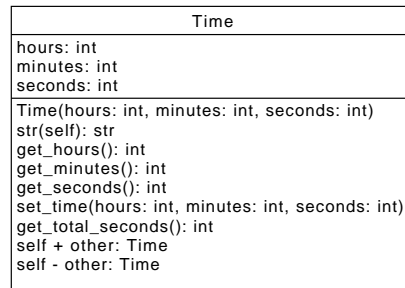 Time
hours: int
minutes: int
seconds: int
Time(hours: int, minutes: int, seconds: int)
str(self): str
get_hours(): int
get_minutes(): int
get_seconds(): int
set_time(hours: int, minutes: int, seconds: int)
get_total_seconds(): int
self + other: Time
self - other: Time